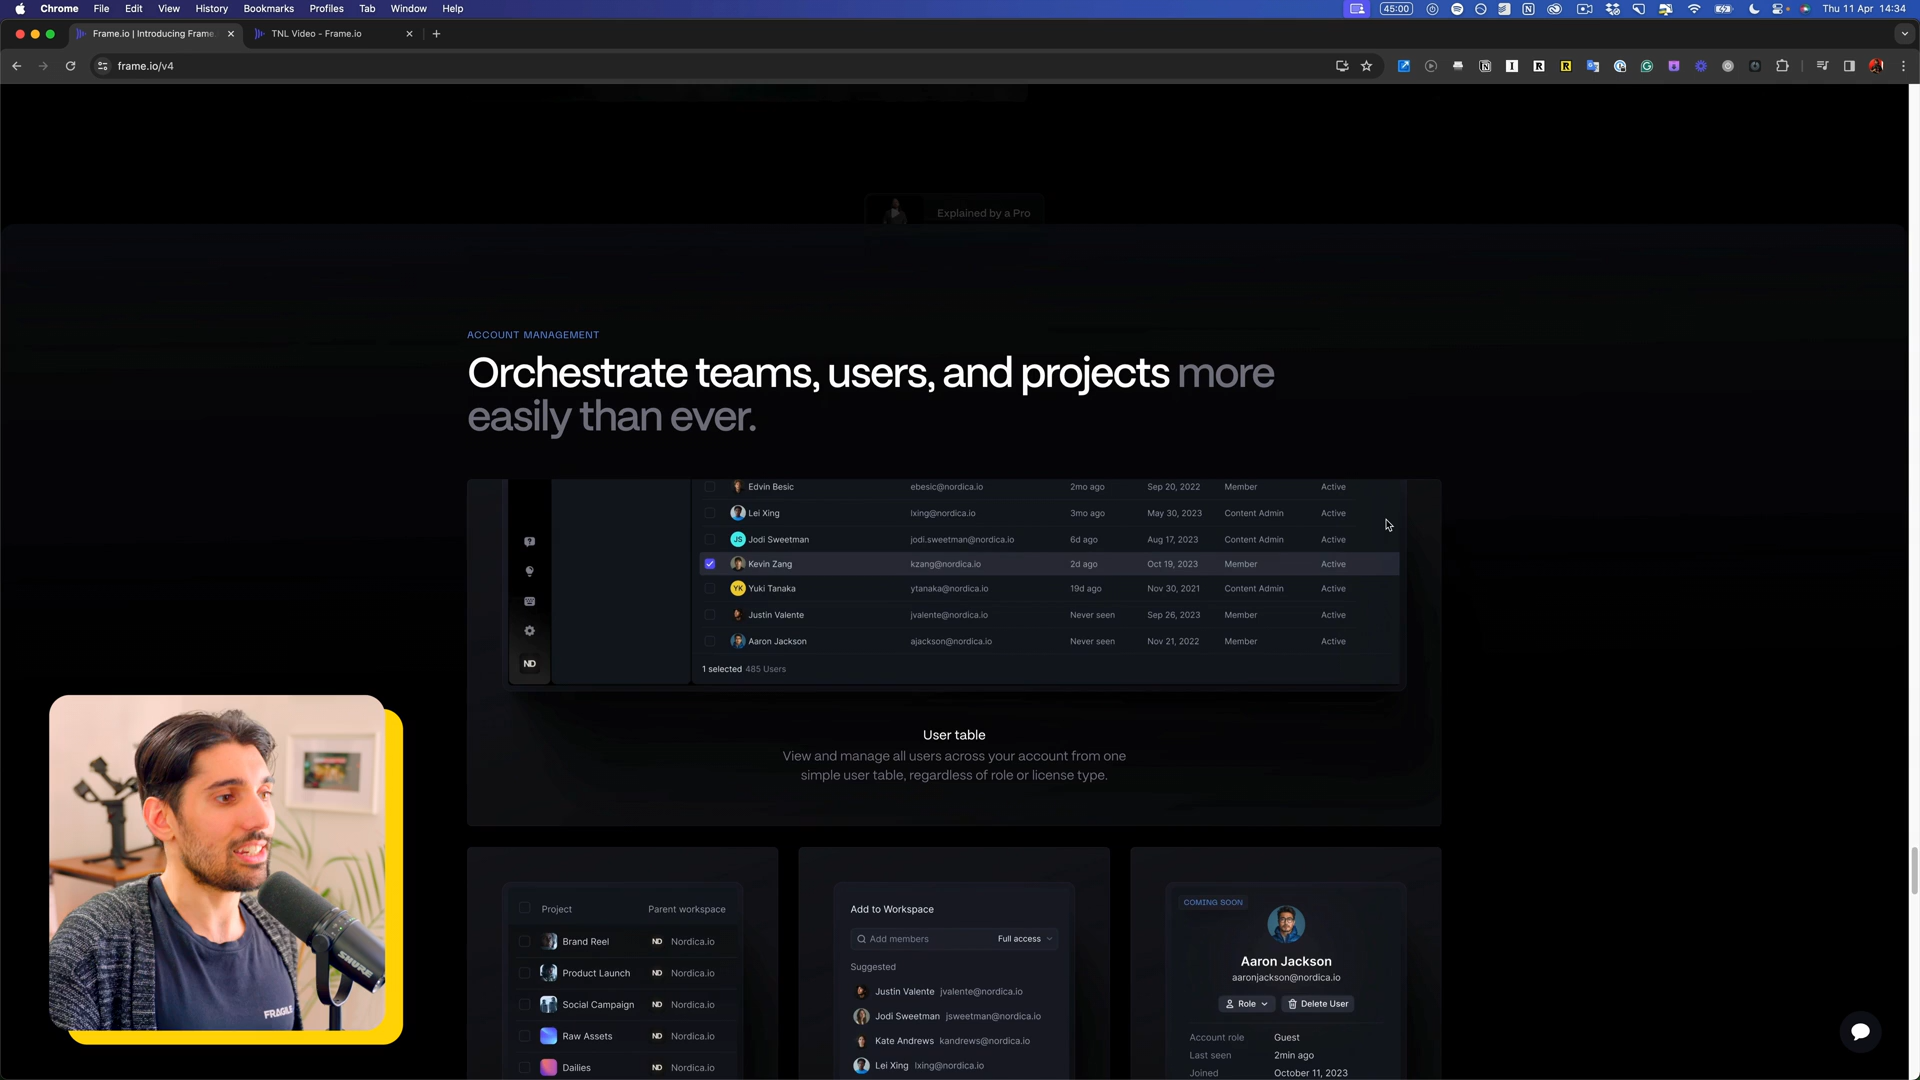 Chrome File Edit View History Bookmarks Profiles Tab Window Help 45:00 Thu 11 Apr 14:34
Frame.io | Introducing Frame. TNL Video - Frame.io
frame.io/v4
Explained by a Pro
ACCOUNT MANAGEMENT
Orchestrate teams, users, and projects more
easily than ever.
Edvin Besic ebesic@nordica.io 2mo ago Sep 20, 2022 Member Active
Lei Xing lxing@nordica.io 3mo ago May 30, 2023 Content Admin Active
JS Jodi Sweetman jodi.sweetman@nordica.io 6d ago Aug 17, 2023 Content Admin Active
Kevin Zang kzang@nordica.io 2d ago Oct 19, 2023 Member Active
YK Yuki Tanaka ytanaka@nordica.io 19d ago Nov 30, 2021 Content Admin Active
Justin Valente jvalente@nordica.io Never seen Sep 26, 2023 Member Active
Aaron Jackson ajackson@nordica.io Never seen Nov 21, 2022 Member Active
ND
1 selected 485 Users
User table
View and manage all users across your account from one
simple user table, regardless of role or license type.
Project Parent workspace
Brand Reel ND Nordica.io
Product Launch ND Nordica.io
Social Campaign ND Nordica.io
Raw Assets ND Nordica.io
Dailies ND Nordica.io
Add to Workspace
Add members Full access
Suggested
Justin Valente jvalente@nordica.io
Jodi Sweetman jsweetman@nordica.io
Kate Andrews kandrews@nordica.io
Lei Xing lxing@nordica.io
COMING SOON
Aaron Jackson
aaronjackson@nordica.io
Role Delete User
Account role Guest
Last seen 2min ago
Joined October 11, 2023
SHURE
FRAGILE